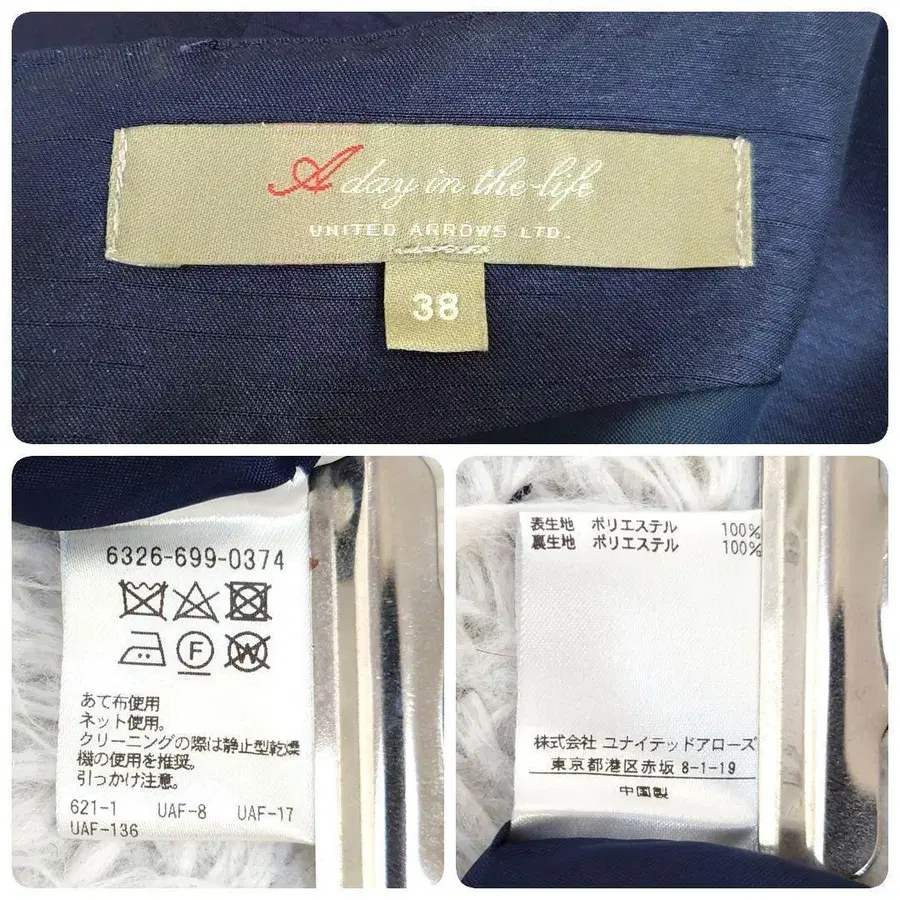 A day in the life
UNITED ARROWS LTD.
38
6326-699-0374
F W
あて布使用
ネット使用。
クリーニングの際は静止型乾燥
機の使用を推奨。
引っかけ注意。
621-1 UAF-8 UAF-17
UAF-136
表生地 ポリエステル 100%
裏生地 ポリエステル 100%
株式会社 ユナイテッドアローズ
東京都港区赤坂 8-1-19
中国製